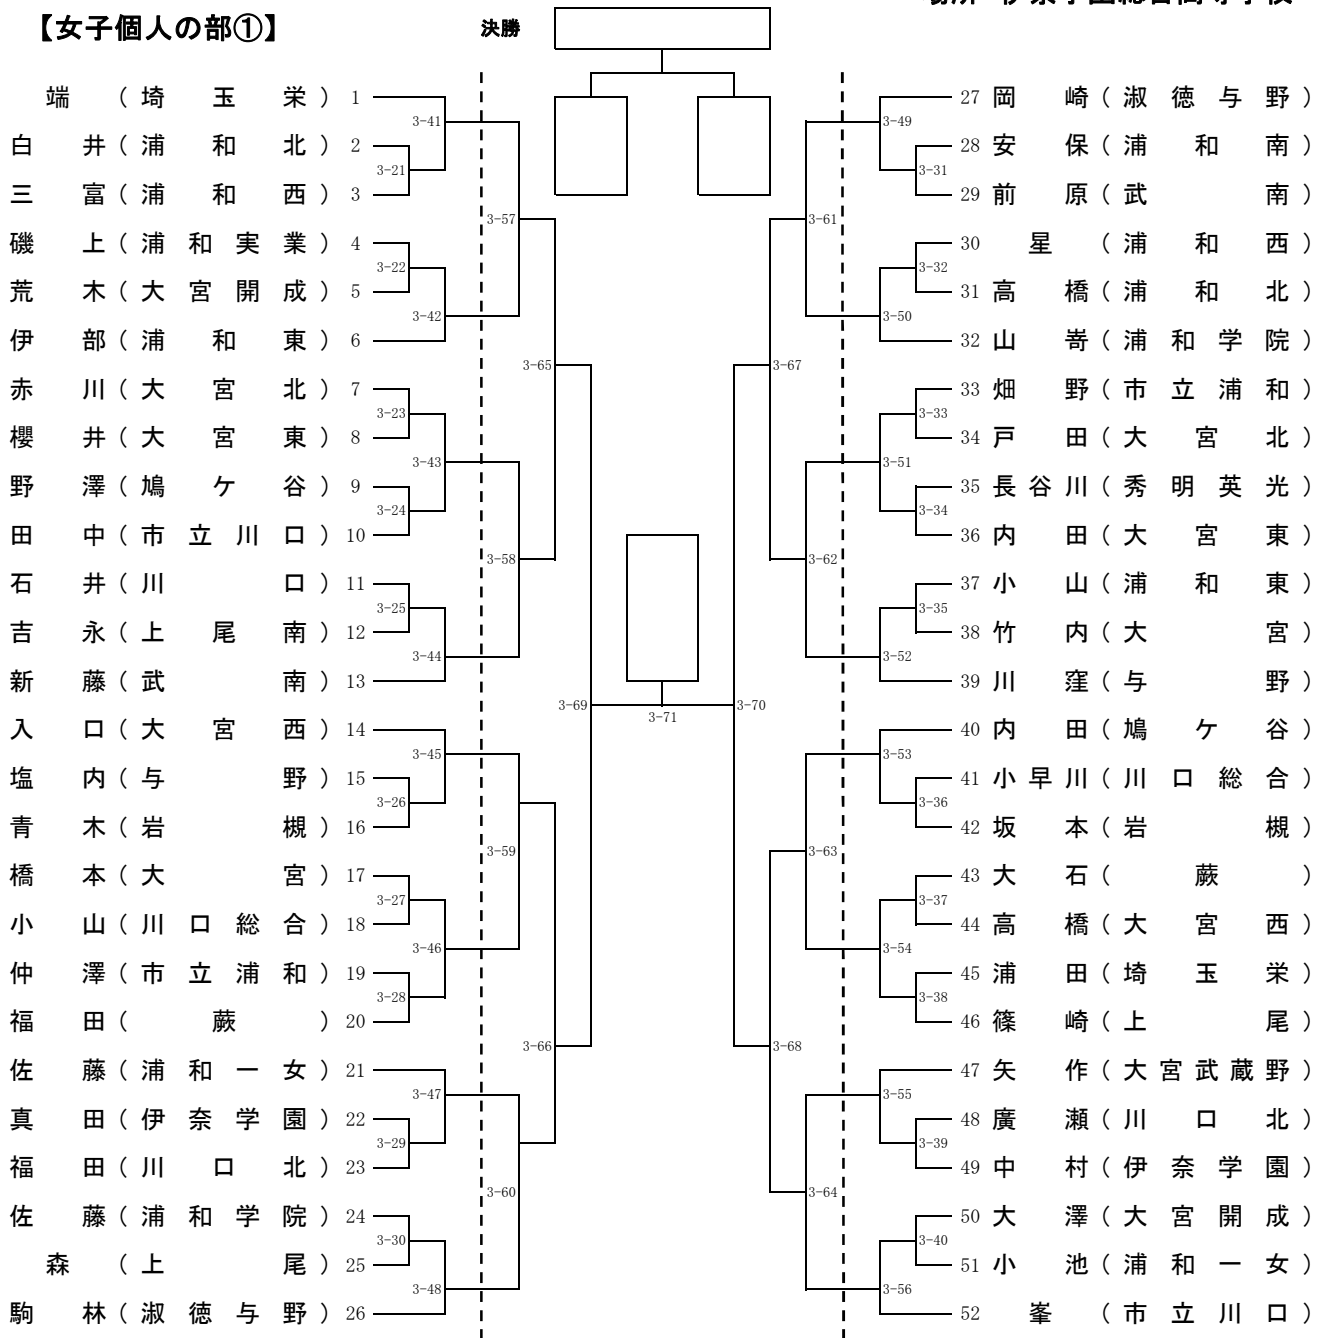 【女子個人の部①】
決勝
端（埼玉栄）1
白井（浦和北）2
三富（浦和西）3
磯上（浦和実業）4
荒木（大宮開成）5
伊部（浦和東）6
赤川（大宮北）7
櫻井（大宮東）8
野澤（鳩ケ谷）9
田中（市立川口）10
石井（川口）11
吉永（上尾南）12
新藤（武南）13
入口（大宮西）14
塩内（与野）15
青木（岩槻）16
橋本（大宮）17
小山（川口総合）18
仲澤（市立浦和）19
福田（蕨）20
佐藤（浦和一女）21
真田（伊奈学園）22
福田（川口北）23
佐藤（浦和学院）24
森（上尾）25
駒林（淑徳与野）26
3-41
3-21
3-57
3-22
3-42
3-65
3-23
3-43
3-24
3-58
3-25
3-44
3-69
3-45
3-26
3-59
3-27
3-46
3-28
3-66
3-47
3-29
3-60
3-30
3-48
3-71
3-49
3-31
3-61
3-32
3-50
3-67
3-33
3-51
3-34
3-62
3-35
3-52
3-70
3-53
3-36
3-63
3-37
3-54
3-38
3-68
3-55
3-39
3-64
3-40
3-56
27 岡崎（淑徳与野）
28 安保（浦和南）
29 前原（武南）
30 星（浦和西）
31 高橋（浦和北）
32 山嵜（浦和学院）
33 畑野（市立浦和）
34 戸田（大宮北）
35 長谷川（秀明英光）
36 内田（大宮東）
37 小山（浦和東）
38 竹内（大宮）
39 川窪（与野）
40 内田（鳩ケ谷）
41 小早川（川口総合）
42 坂本（岩槻）
43 大石（蕨）
44 高橋（大宮西）
45 浦田（埼玉栄）
46 篠崎（上尾）
47 矢作（大宮武蔵野）
48 廣瀬（川口北）
49 中村（伊奈学園）
50 大澤（大宮開成）
51 小池（浦和一女）
52 峯（市立川口）